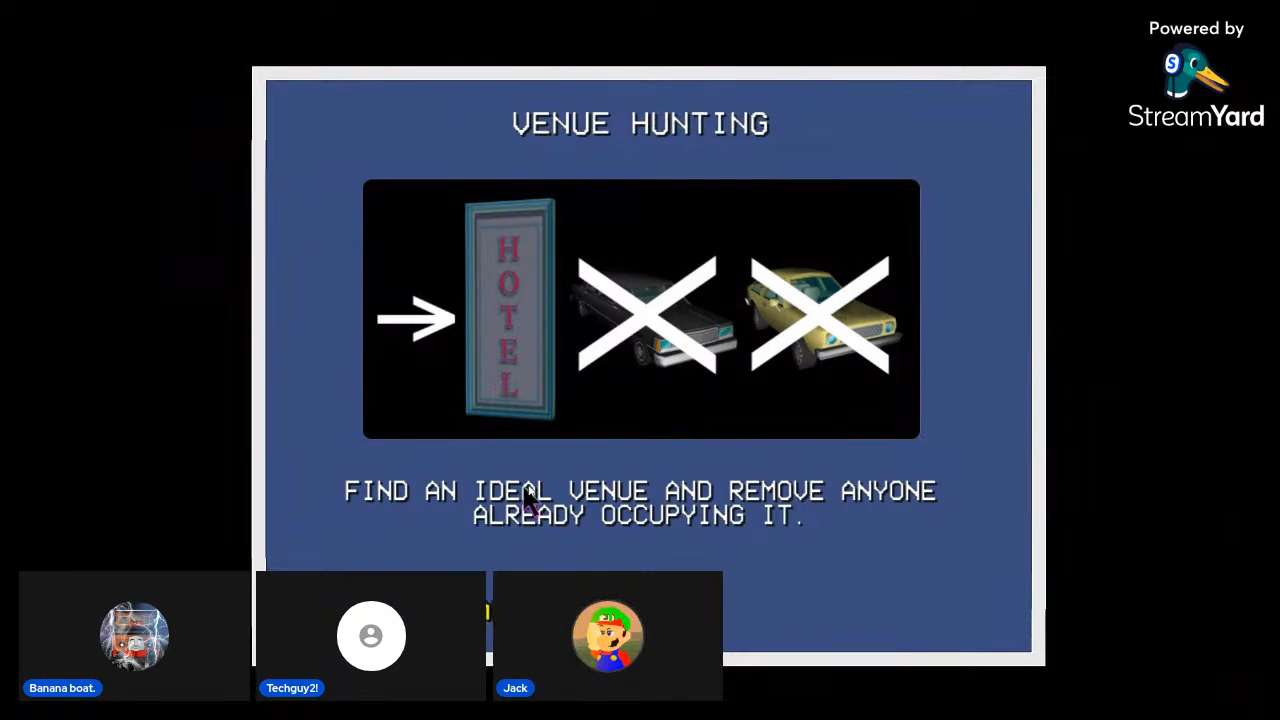 Powered by
S
StreamYard
VENUE HUNTING
HOTEL
FIND AN IDEAL VENUE AND REMOVE ANYONE
ALREADY OCCUPYING IT.
Banana boat.
Techguy2!
Jack